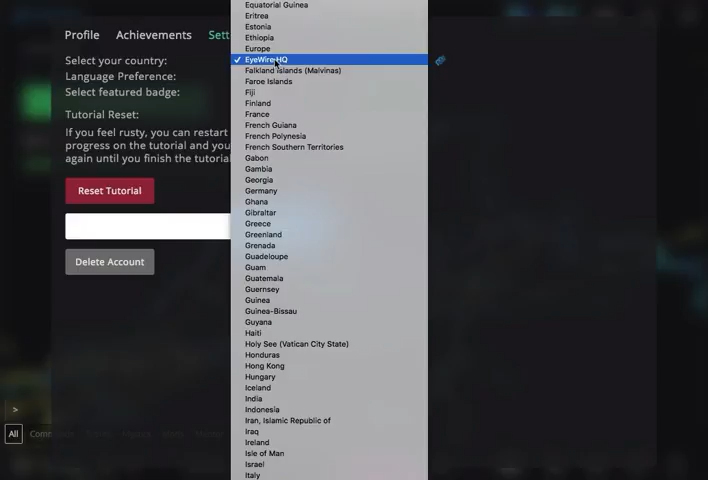 Profile
Achievements
Sett
Select your country:
Language Preference:
Select featured badge:
Tutorial Reset:
If you feel rusty, you can restart
progress on the tutorial and you
again until you finish the tutorial
Reset Tutorial
Delete Account
>
All
Equatorial Guinea
Eritrea
Estonia
Ethiopia
Europe
✓ EyeWire HQ
Falkland Islands (Malvinas)
Faroe Islands
Fiji
Finland
France
French Guiana
French Polynesia
French Southern Territories
Gabon
Gambia
Georgia
Germany
Ghana
Gibraltar
Greece
Greenland
Grenada
Guadeloupe
Guam
Guatemala
Guernsey
Guinea
Guinea-Bissau
Guyana
Haiti
Holy See (Vatican City State)
Honduras
Hong Kong
Hungary
Iceland
India
Indonesia
Iran, Islamic Republic of
Iraq
Ireland
Isle of Man
Israel
Italy